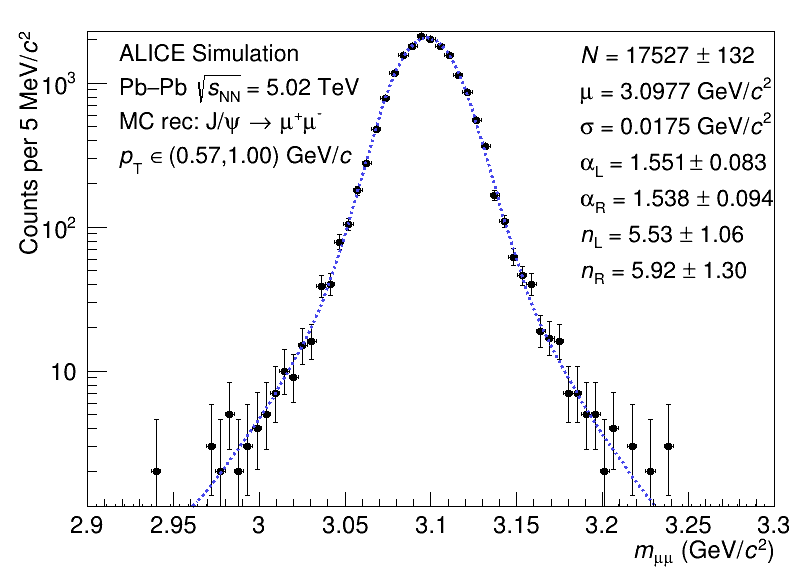 ALICE Simulation
Pb–Pb √sNN = 5.02 TeV
MC rec: J/ψ → μ⁺μ⁻
pT ∈ (0.57,1.00) GeV/c
N = 17527 ± 132
μ = 3.0977 GeV/c²
σ = 0.0175 GeV/c²
αL = 1.551 ± 0.083
αR = 1.538 ± 0.094
nL = 5.53 ± 1.06
nR = 5.92 ± 1.30
Counts per 5 MeV/c²
10³
10²
10
2.9 2.95 3 3.05 3.1 3.15 3.2 3.25 3.3
mμμ (GeV/c²)